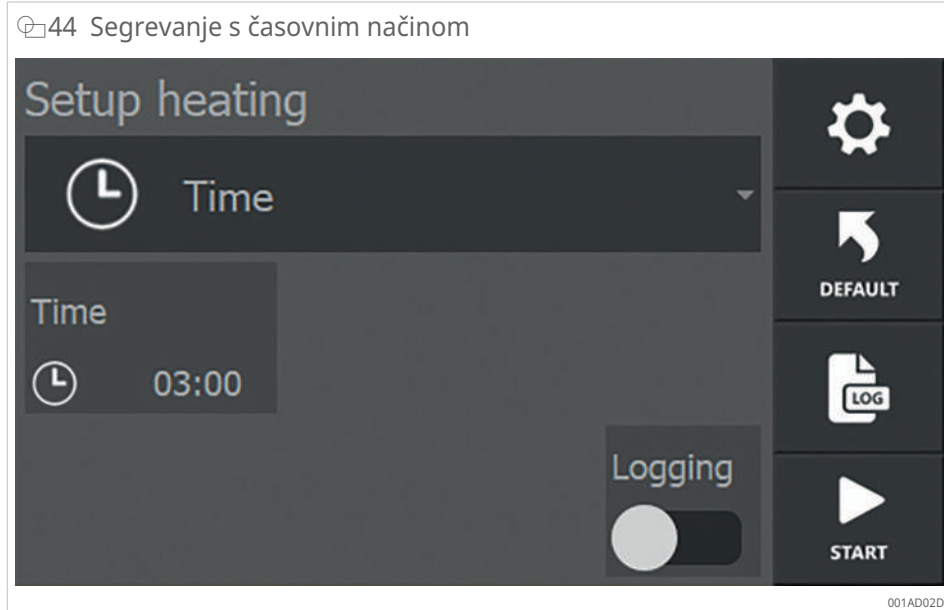 44 Segrevanje s časovnim načinom
Setup heating
Time
DEFAULT
Time
03:00
LOG
Logging
START
001AD02D